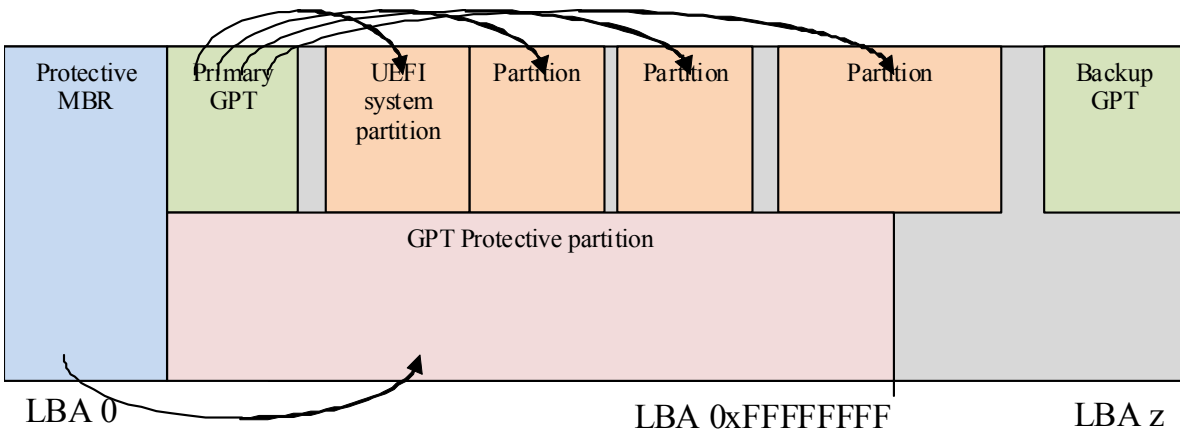 Protective
MBR
Primary
GPT
UEFI
system
partition
Partition
Partition
Partition
Backup
GPT
GPT Protective partition
LBA 0
LBA 0xFFFFFFFF
LBA z